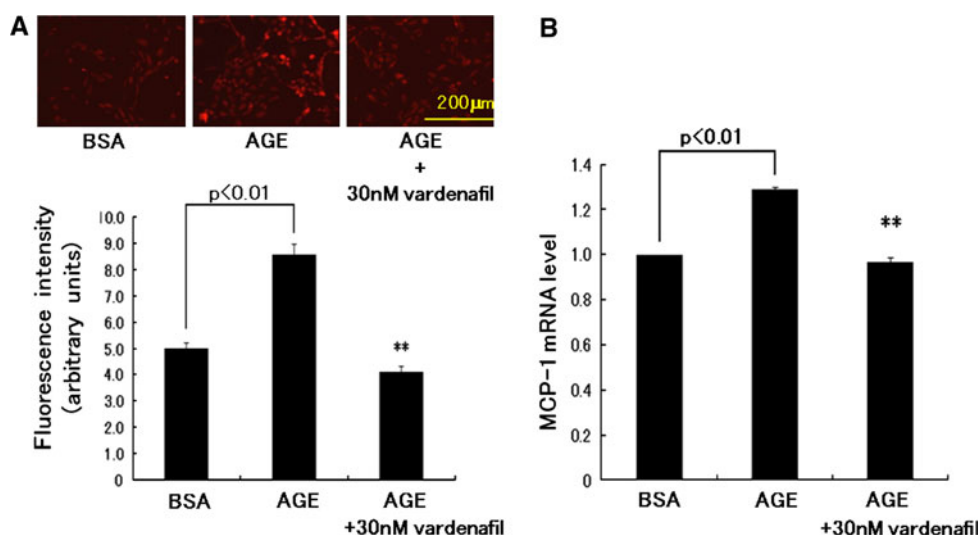 A
200μm
BSA
AGE
AGE
+
30nM vardenafil
p<0.01
Fluorescence intensity
(arbitrary units)
10.0
9.0
8.0
7.0
6.0
5.0
4.0
3.0
2.0
1.0
0.0
**
BSA
AGE
AGE
+30nM vardenafil
B
p<0.01
MCP-1 mRNA level
1.4
1.2
1.0
0.8
0.6
0.4
0.2
0
**
BSA
AGE
AGE
+30nM vardenafil